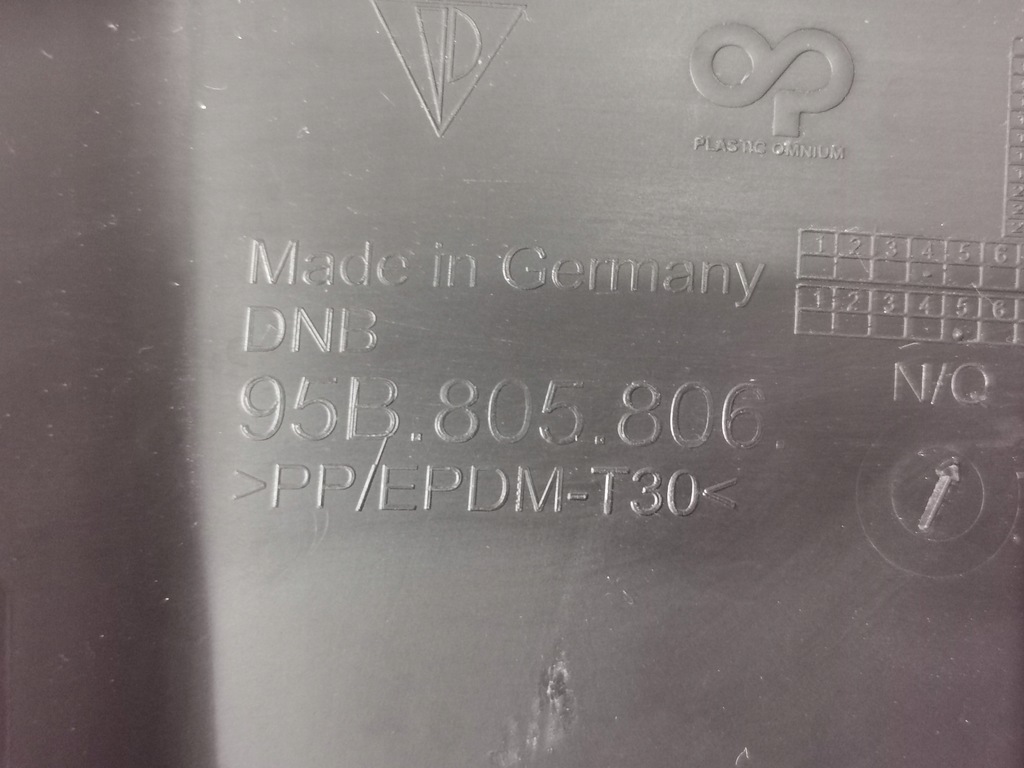 PLASTIC OMNIUM
Made in Germany
1 2 3 4 5 6
DNB
1 2 3 4 5 6
N/Q
95B.805.806.
>PP/EPDM-T30<